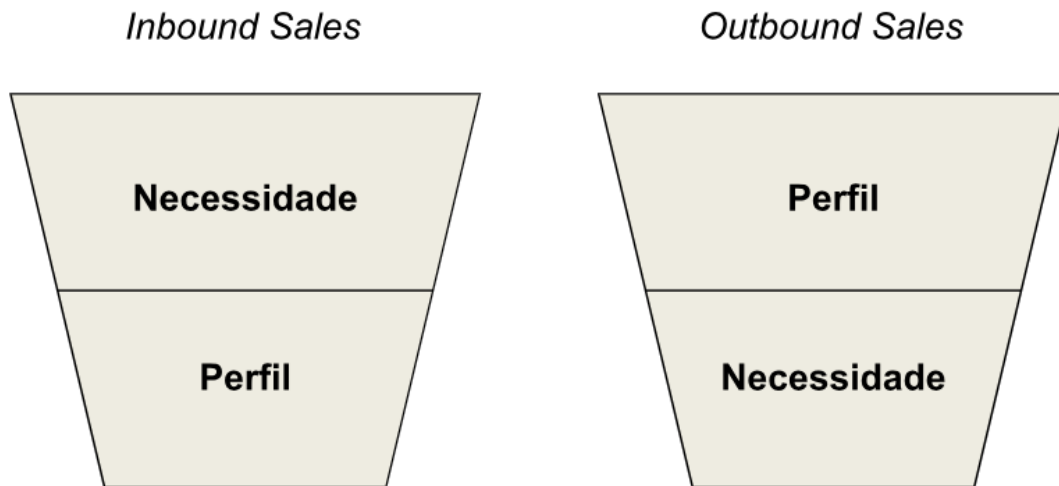 Inbound Sales
Outbound Sales
Necessidade
Perfil
Perfil
Necessidade